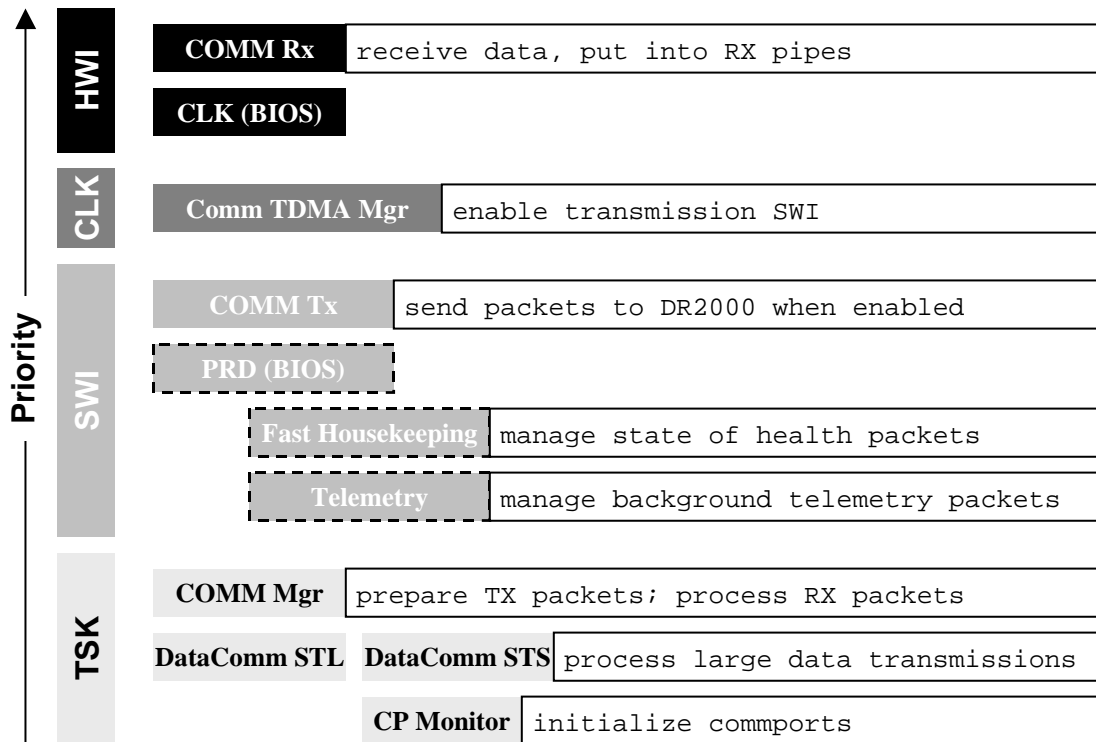 Priority
HWI
COMM Rx receive data, put into RX pipes
CLK (BIOS)
CLK
Comm TDMA Mgr enable transmission SWI
SWI
COMM Tx send packets to DR2000 when enabled
PRD (BIOS)
Fast Housekeeping manage state of health packets
Telemetry manage background telemetry packets
TSK
COMM Mgr prepare TX packets; process RX packets
DataComm STL DataComm STS process large data transmissions
CP Monitor initialize commports